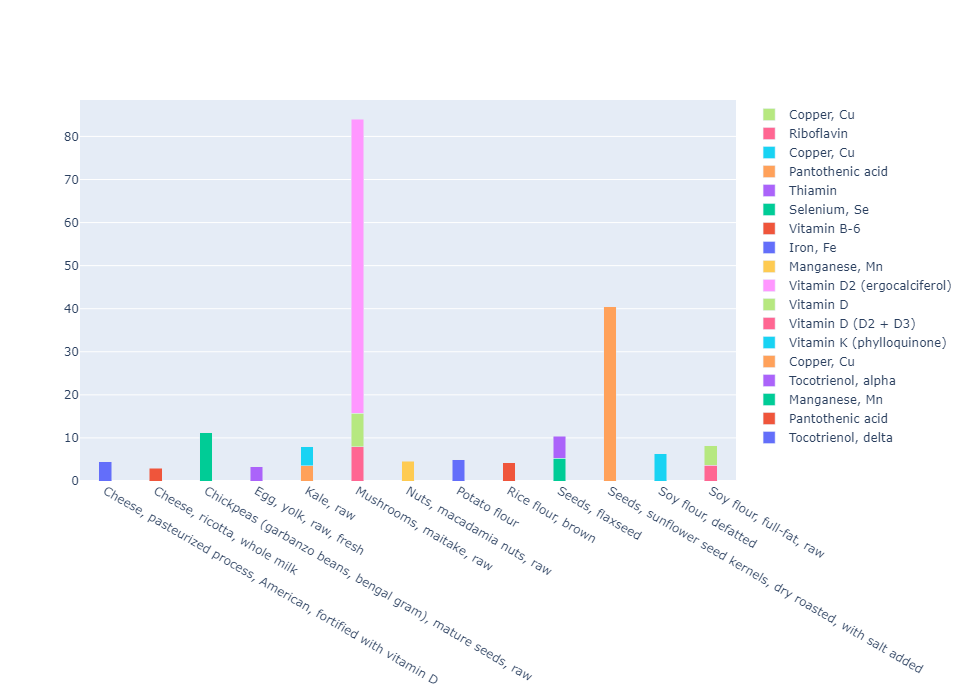 80
70
60
50
40
30
20
10
0
Cheese, pasteurized process, American, fortified with vitamin D
Cheese, ricotta, whole milk
Chickpeas (garbanzo beans, bengal gram), mature seeds, raw
Egg, yolk, raw, fresh
Kale, raw
Mushrooms, maitake, raw
Nuts, macadamia nuts, raw
Potato flour
Rice flour, brown
Seeds, flaxseed
Seeds, sunflower seed kernels, dry roasted, with salt added
Soy flour, defatted
Soy flour, full-fat, raw
Copper, Cu
Riboflavin
Copper, Cu
Pantothenic acid
Thiamin
Selenium, Se
Vitamin B-6
Iron, Fe
Manganese, Mn
Vitamin D2 (ergocalciferol)
Vitamin D
Vitamin D (D2 + D3)
Vitamin K (phylloquinone)
Copper, Cu
Tocotrienol, alpha
Manganese, Mn
Pantothenic acid
Tocotrienol, delta